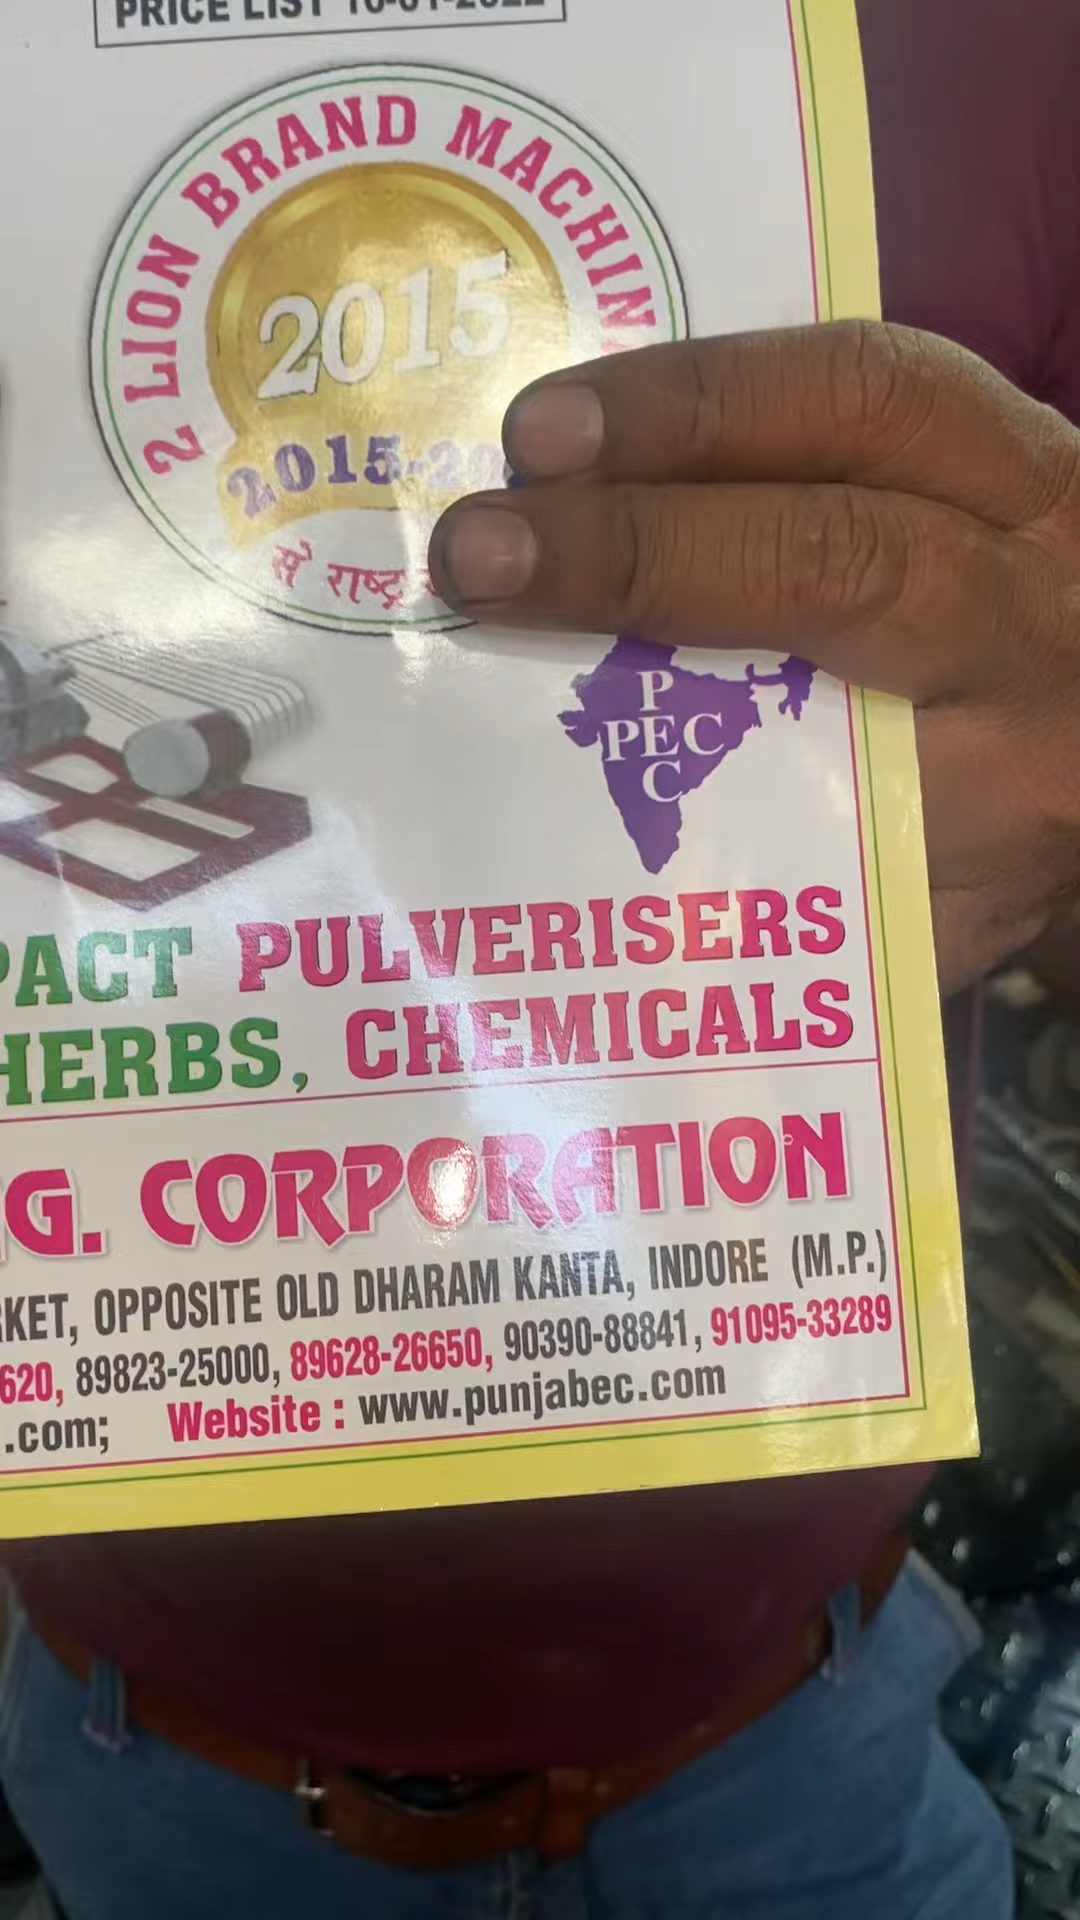 PRICE LIST
2 LION BRAND MACHIN
2015
2015-20
से राष्ट्र
P
PEC
C
PACT PULVERISERS
HERBS, CHEMICALS
G. CORPORATION
RKET, OPPOSITE OLD DHARAM KANTA, INDORE (M.P.)
620, 89823-25000, 89628-26650, 90390-88841, 91095-33289
.com; Website : www.punjabec.com